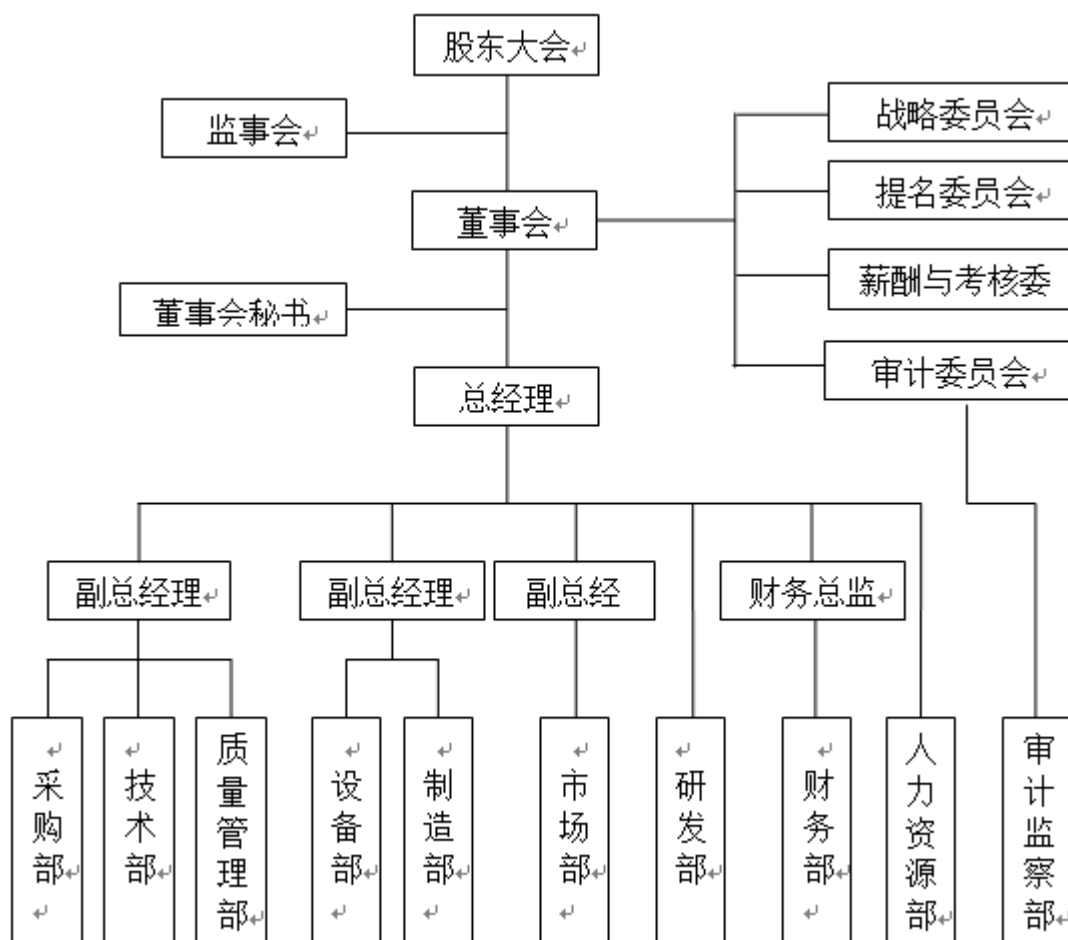 股东大会
监事会
战略委员会
提名委员会
董事会
薪酬与考核委
董事会秘书
审计委员会
总经理
副总经理
副总经理
副总经
财务总监
采购部
技术部
质量管理部
设备部
制造部
市场部
研发部
财务部
人力资源部
审计监察部